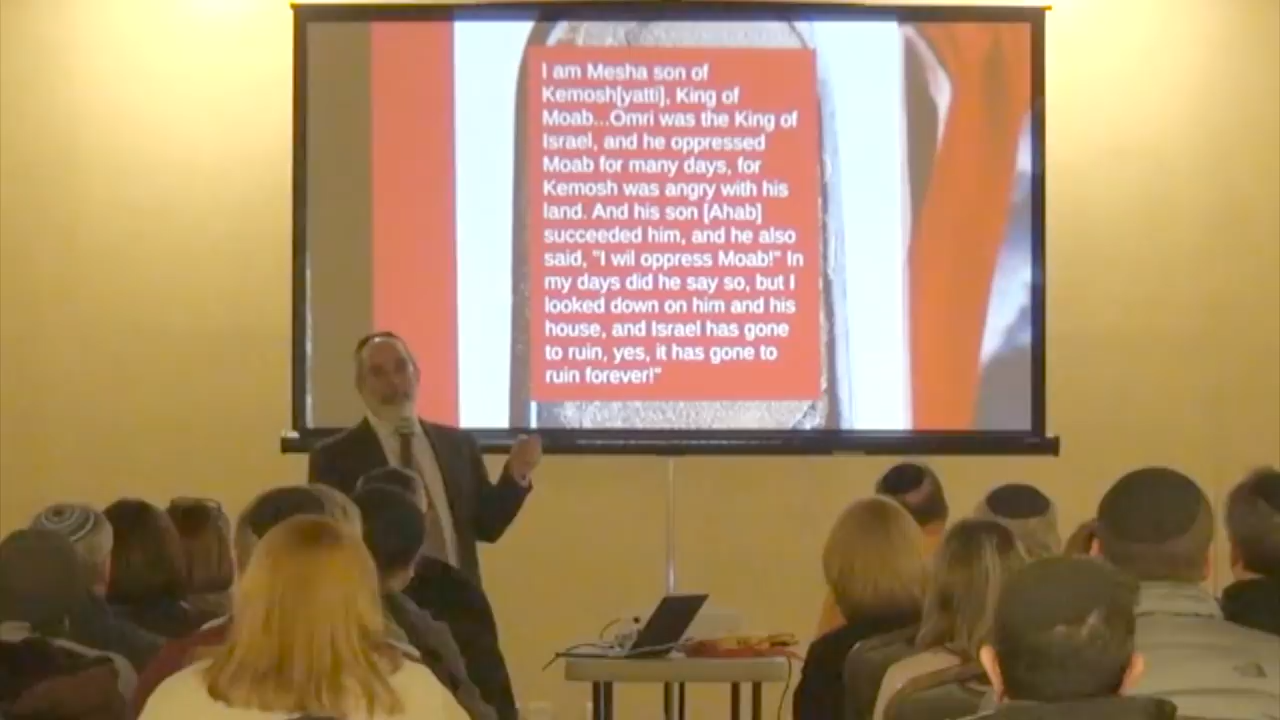 I am Mesha son of
Kemosh[yatti], King of
Moab...Omri was the King of
Israel, and he oppressed
Moab for many days, for
Kemosh was angry with his
land. And his son [Ahab]
succeeded him, and he also
said, "I wil oppress Moab!" In
my days did he say so, but I
looked down on him and his
house, and Israel has gone
to ruin, yes, it has gone to
ruin forever!"